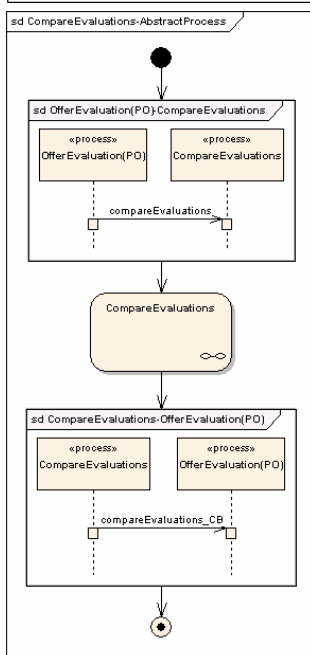 sd CompareEvaluations-AbstractProcess
sd OfferEvaluation(PO)-CompareEvaluations
«process»
OfferEvaluation(PO)
«process»
CompareEvaluations
compareEvaluations
CompareEvaluations
sd CompareEvaluations-OfferEvaluation(PO)
«process»
CompareEvaluations
«process»
OfferEvaluation(PO)
compareEvaluations_CB